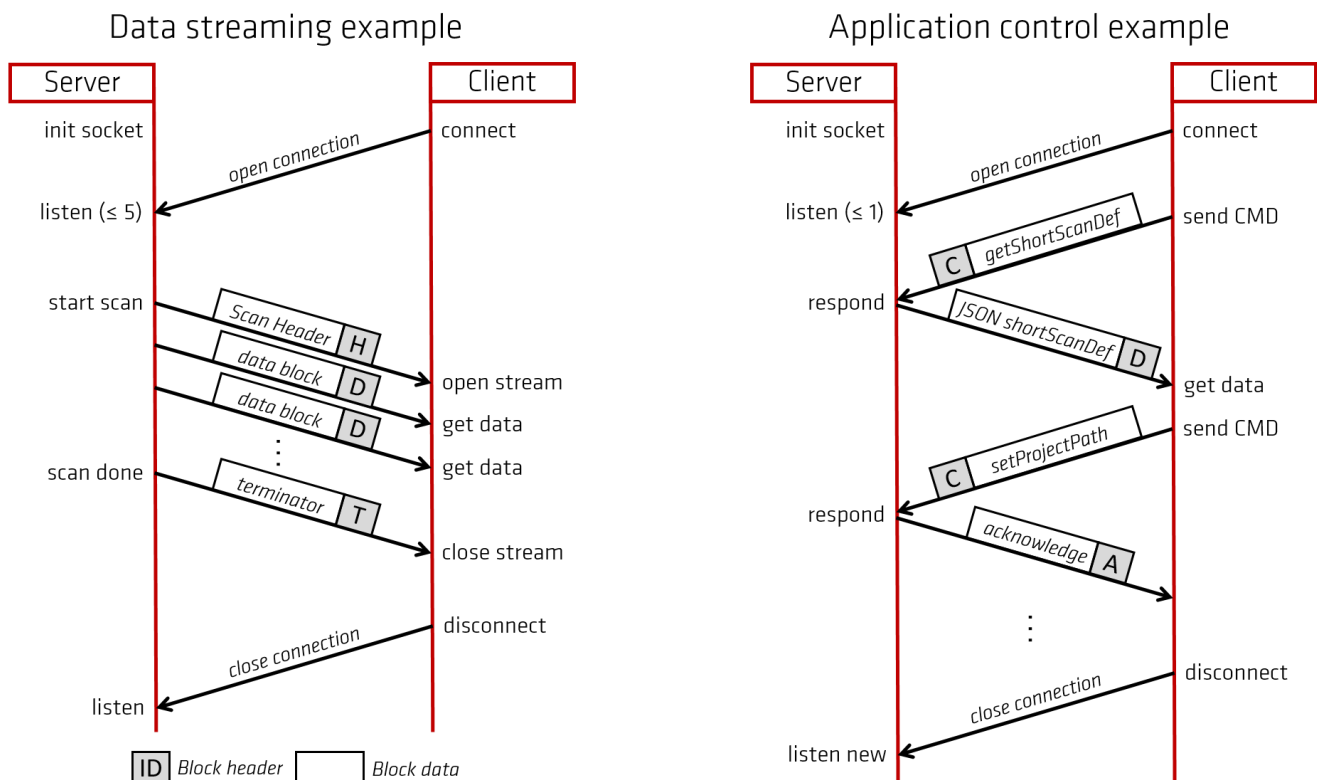 Data streaming example
Server
Client
init socket
connect
open connection
listen (≤ 5)
start scan
Scan Header H
open stream
data block D
get data
data block D
get data
⋮
scan done
terminator T
close stream
disconnect
close connection
listen
ID Block header Block data
Application control example
Server
Client
init socket
connect
open connection
listen (≤ 1)
send CMD
C getShortScanDef
respond
JSON shortScanDef D
get data
send CMD
C setProjectPath
respond
acknowledge A
⋮
disconnect
close connection
listen new